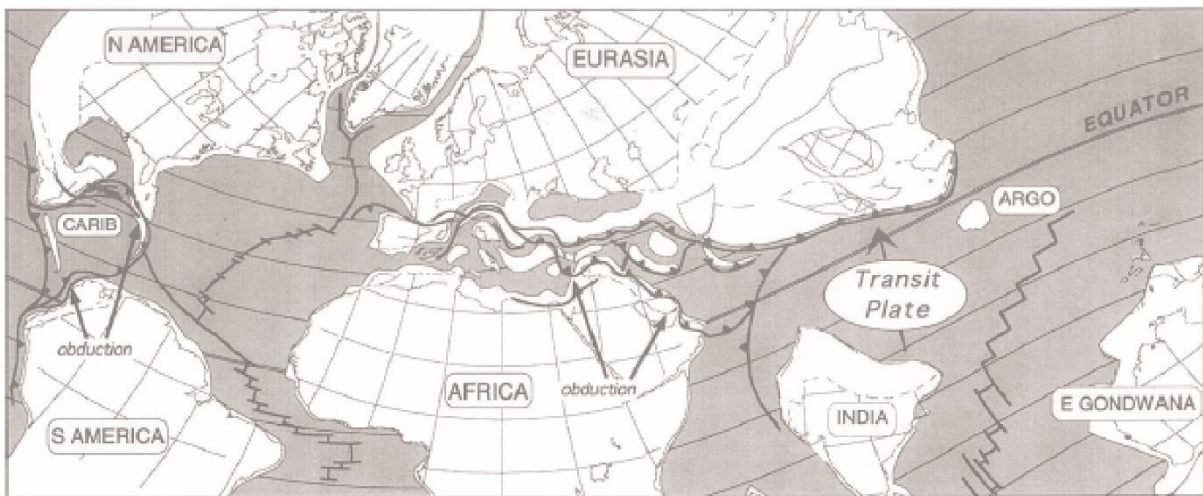 N AMERICA
EURASIA
EQUATOR
CARIB
ARGO
Transit
Plate
obduction
AFRICA
obduction
INDIA
E GONDWANA
S AMERICA